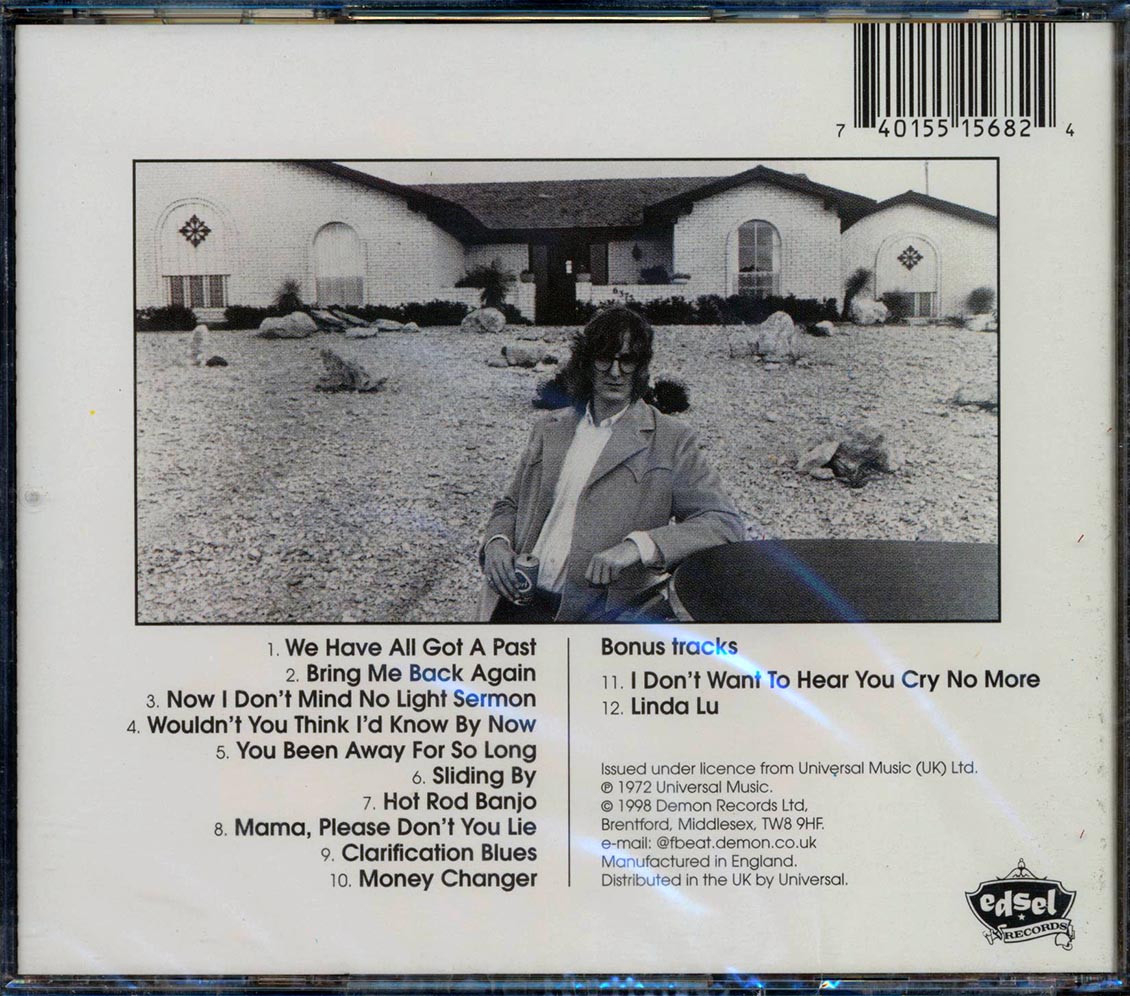 7 40155 15682 4
1. We Have All Got A Past
2. Bring Me Back Again
3. Now I Don't Mind No Light Sermon
4. Wouldn't You Think I'd Know By Now
5. You Been Away For So Long
6. Sliding By
7. Hot Rod Banjo
8. Mama, Please Don't You Lie
9. Clarification Blues
10. Money Changer
Bonus tracks
11. I Don't Want To Hear You Cry No More
12. Linda Lu
Issued under licence from Universal Music (UK) Ltd.
℗ 1972 Universal Music.
© 1998 Demon Records Ltd,
Brentford, Middlesex, TW8 9HF.
e-mail: @fbeat.demon.co.uk
Manufactured in England.
Distributed in the UK by Universal.
edsel
RECORDS